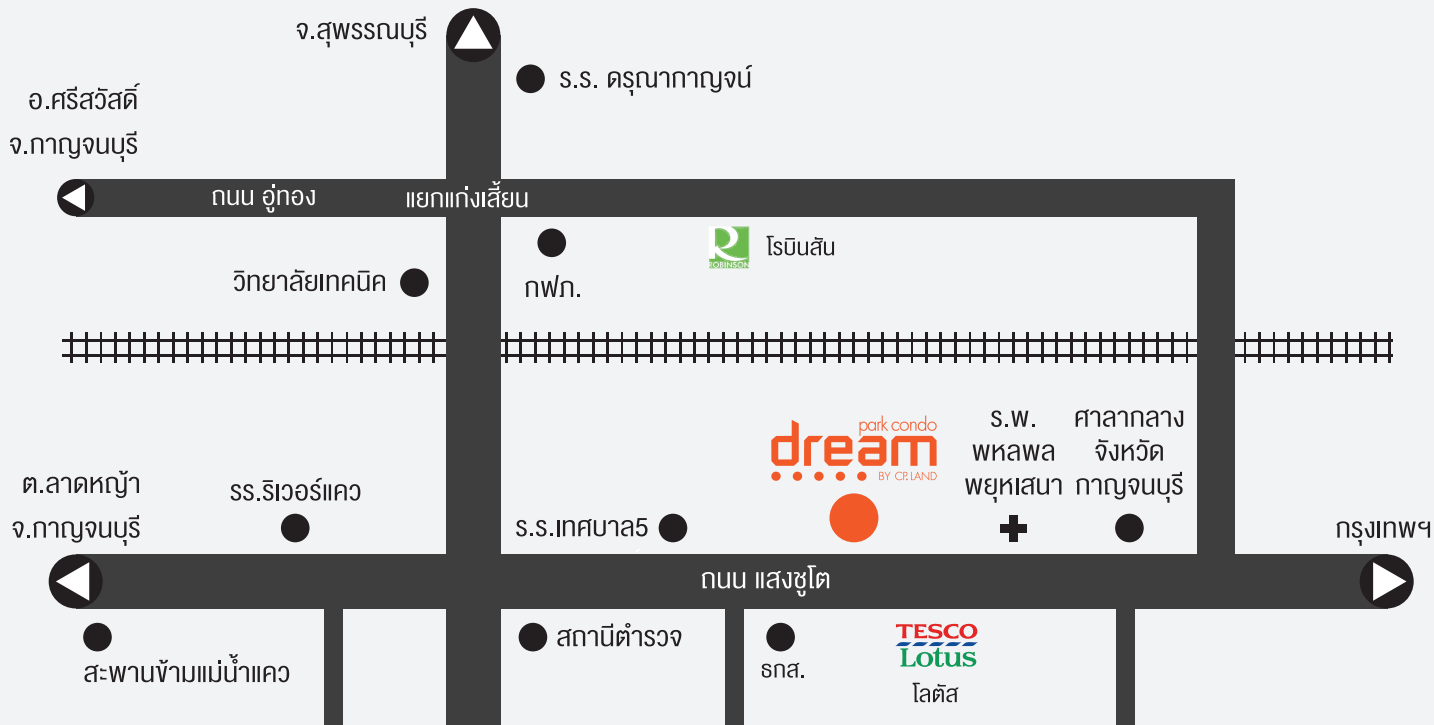 จ.สุพรรณบุรี
ร.ร. ดรุณากาญจน์
อ.ศรีสวัสดิ์
จ.กาญจนบุรี
ถนน อู่ทอง
แยกแก่งเสี้ยน
ROBINSON
โรบินสัน
วิทยาลัยเทคนิค
กฟภ.
park condo
dream
BY C.P.LAND
ร.พ.
พหลพล
พยุหเสนา
ศาลากลาง
จังหวัด
กาญจนบุรี
ต.ลาดหญ้า
จ.กาญจนบุรี
รร.ริเวอร์แคว
ร.ร.เทศบาล5
กรุงเทพฯ
ถนน แสงชูโต
สะพานข้ามแม่น้ำแคว
สถานีตำรวจ
ธกส.
TESCO
Lotus
โลตัส